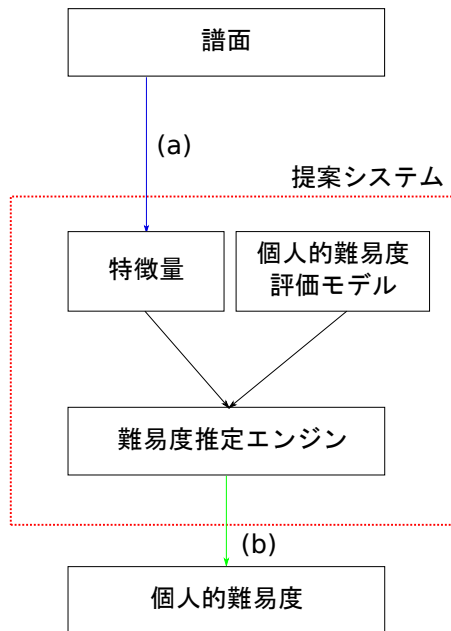 譜面
(a)
提案システム
特徴量
個人的難易度
評価モデル
難易度推定エンジン
(b)
個人的難易度